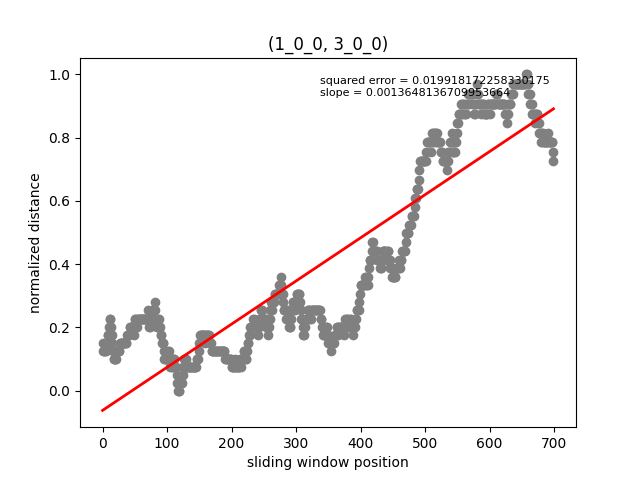 (1_0_0, 3_0_0)
squared error = 0.019918172258330175
slope = 0.0013648136709953664
1.0
0.8
0.6
0.4
0.2
0.0
normalized distance
0 100 200 300 400 500 600 700
sliding window position